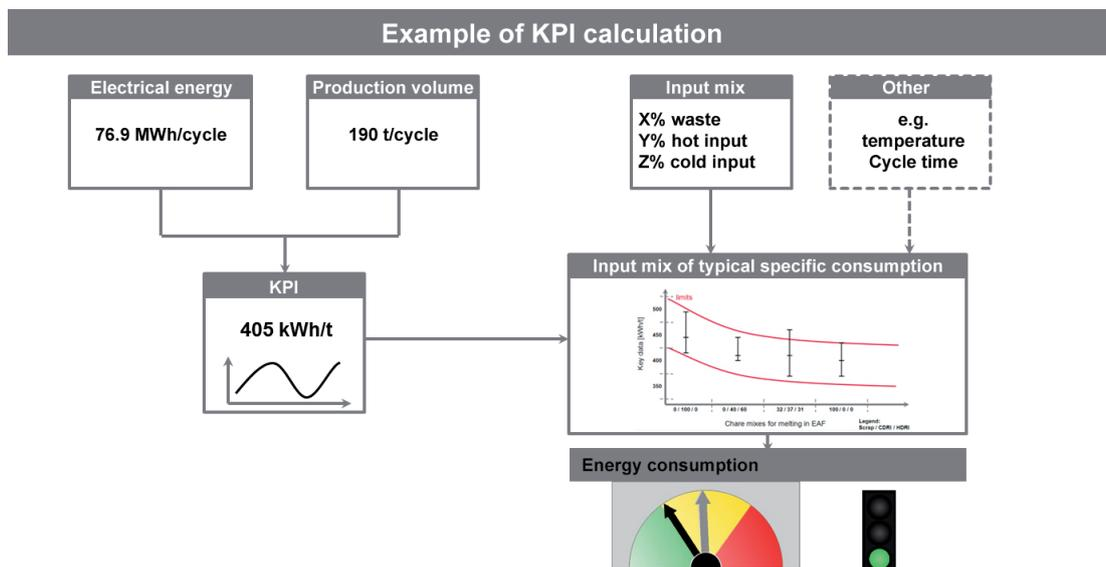 Example of KPI calculation
Electrical energy
76.9 MWh/cycle
Production volume
190 t/cycle
Input mix
X% waste
Y% hot input
Z% cold input
Other
e.g.
temperature
Cycle time
KPI
405 kWh/t
Input mix of typical specific consumption
limits
Key data [kWh/t]
500
450
400
350
0 / 100 / 0
0 / 40 / 60
32 / 37 / 31
100 / 0 / 0
Chare mixes for melting in EAF
Legend:
Scrap / CDRI / HDRI
Energy consumption